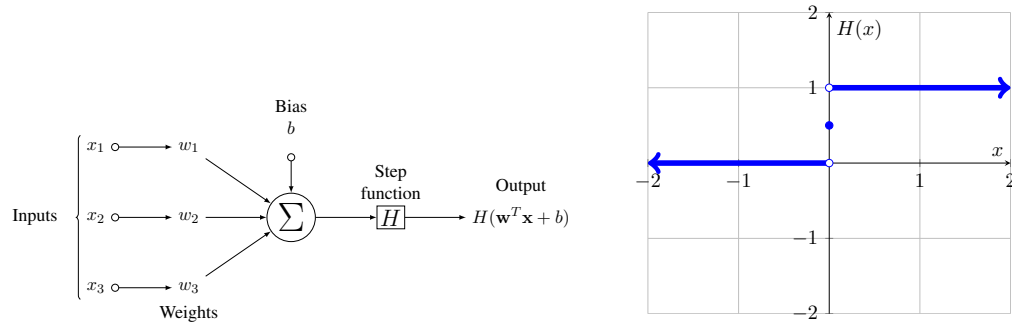 Bias
b
x₁ w₁
Step
function
Output
Inputs
x₂ w₂
∑
H
H(𝐰ᵀ𝐱 + b)
x₃ w₃
Weights
2
H(x)
1
x
−2 −1 1 2
−1
−2